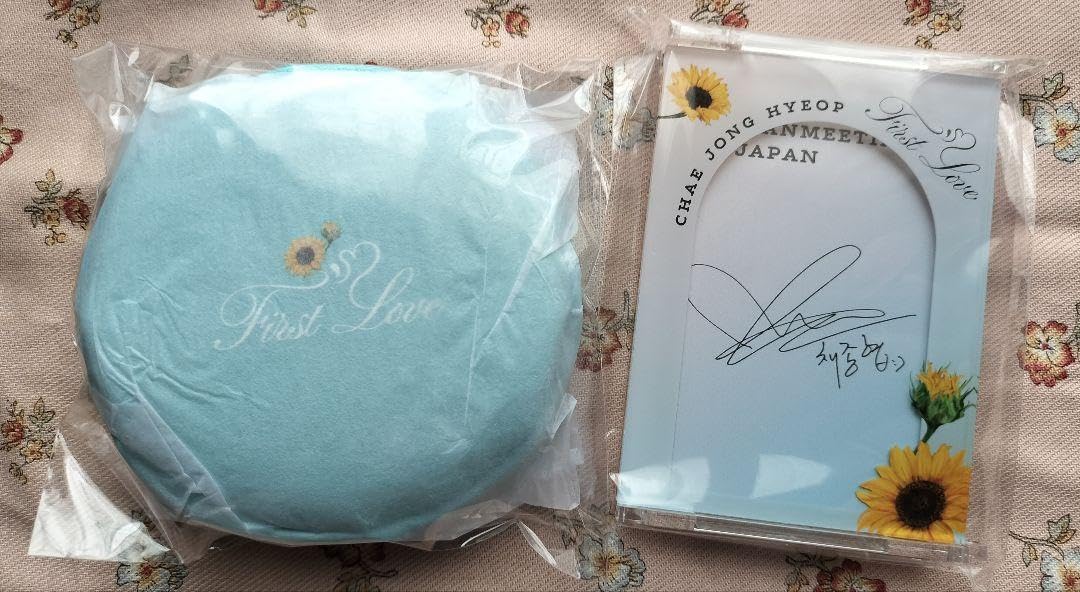 First Love
CHAE JONG HYEOP
First Love
JAPAN
채종협:)